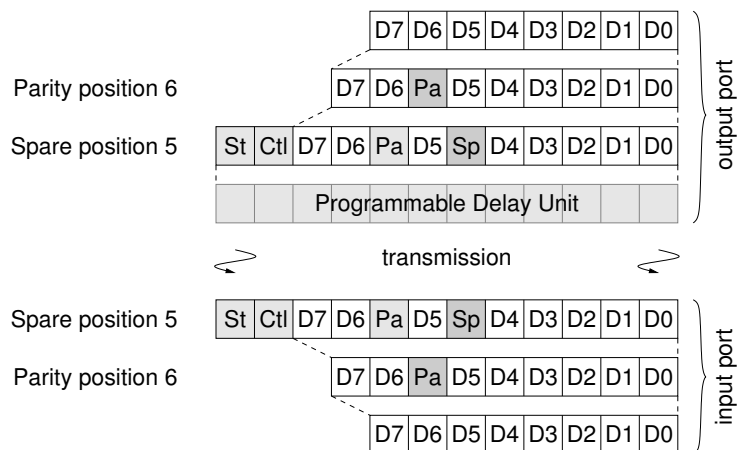 D7 D6 D5 D4 D3 D2 D1 D0
Parity position 6 D7 D6 Pa D5 D4 D3 D2 D1 D0
Spare position 5 St Ctl D7 D6 Pa D5 Sp D4 D3 D2 D1 D0
output port
Programmable Delay Unit
transmission
Spare position 5 St Ctl D7 D6 Pa D5 Sp D4 D3 D2 D1 D0
Parity position 6 D7 D6 Pa D5 D4 D3 D2 D1 D0
input port
D7 D6 D5 D4 D3 D2 D1 D0